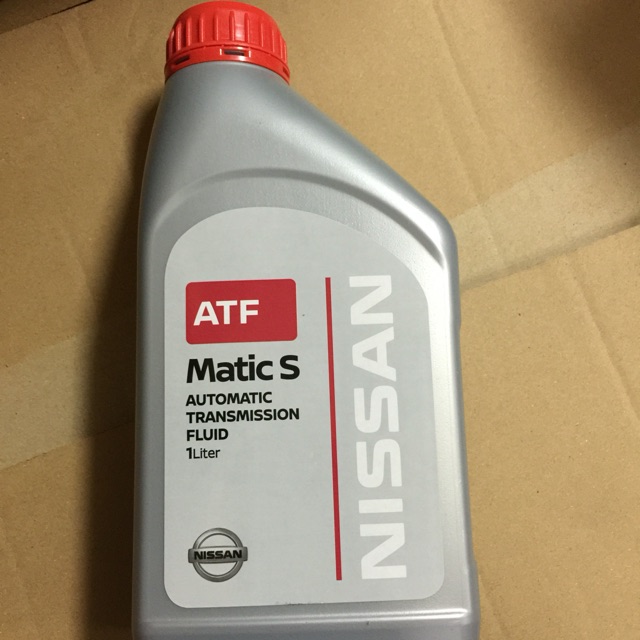 ATF
Matic S
AUTOMATIC
TRANSMISSION
FLUID
1Liter
NISSAN
NISSAN